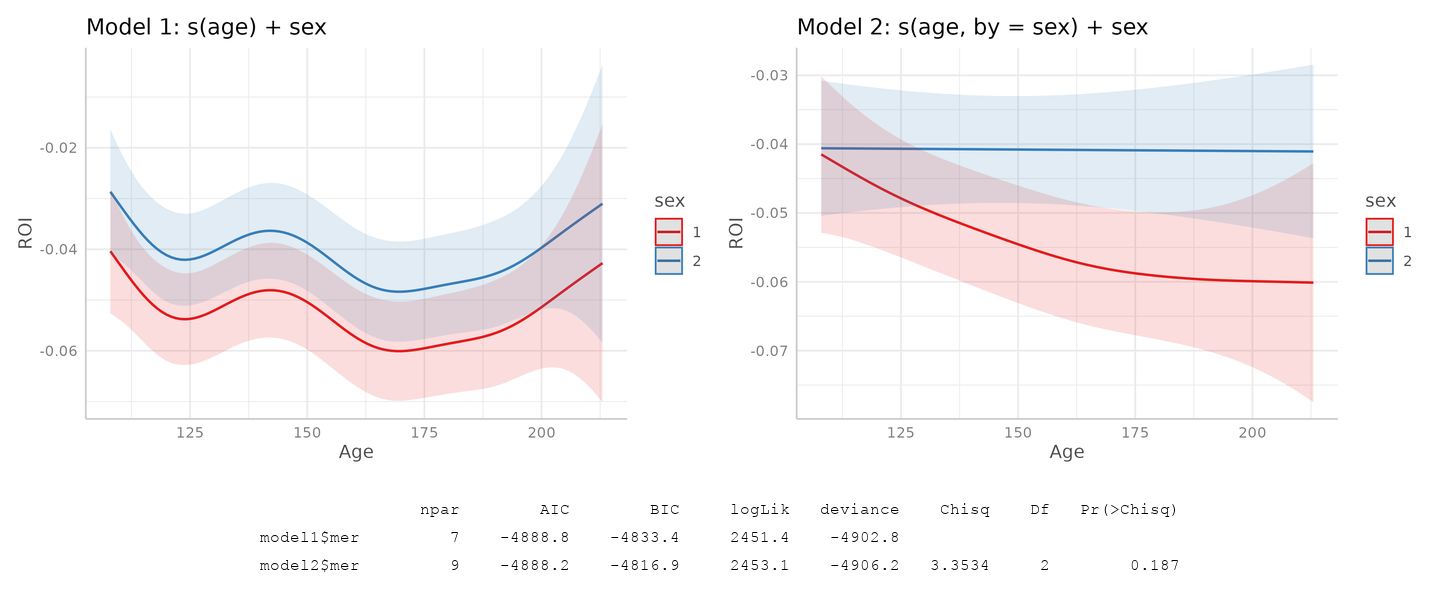 Model 1: s(age) + sex
-0.02
-0.04
-0.06
125 150 175 200
Age
ROI
sex
1
2
Model 2: s(age, by = sex) + sex
-0.03
-0.04
-0.05
-0.06
-0.07
125 150 175 200
Age
ROI
sex
1
2
npar AIC BIC logLik deviance Chisq Df Pr(>Chisq)
model1$mer 7 -4888.8 -4833.4 2451.4 -4902.8
model2$mer 9 -4888.2 -4816.9 2453.1 -4906.2 3.3534 2 0.187